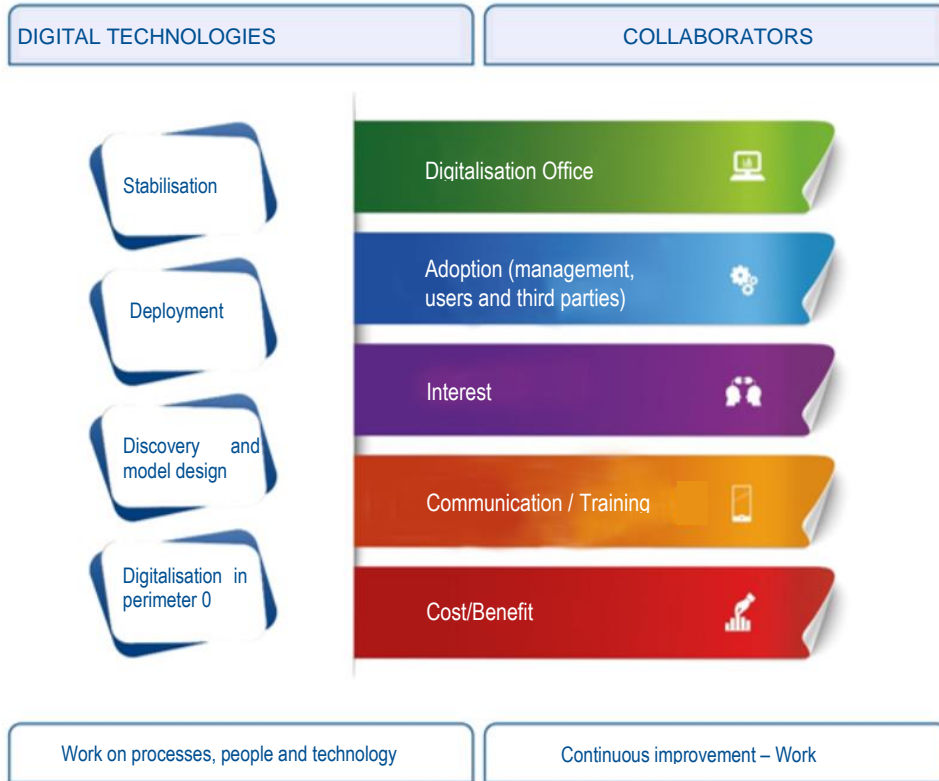 DIGITAL TECHNOLOGIES
COLLABORATORS
Stabilisation
Deployment
Discovery and
model design
Digitalisation in
perimeter 0
Digitalisation Office
Adoption (management,
users and third parties)
Interest
Communication / Training
Cost/Benefit
Work on processes, people and technology
Continuous improvement – Work